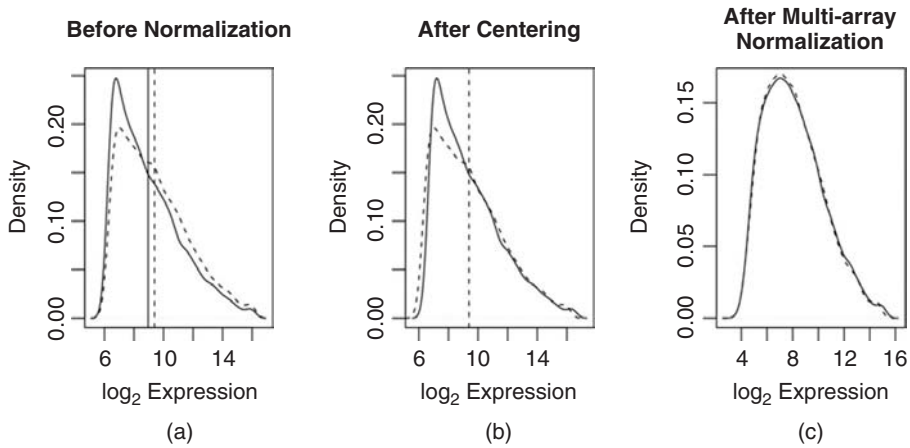 Before Normalization
Density
0.00
0.10
0.20
6
10
14
log2 Expression
(a)
After Centering
Density
0.00
0.10
0.20
6
10
14
log2 Expression
(b)
After Multi-array
Normalization
Density
0.00
0.05
0.10
0.15
4
8
12
16
log2 Expression
(c)